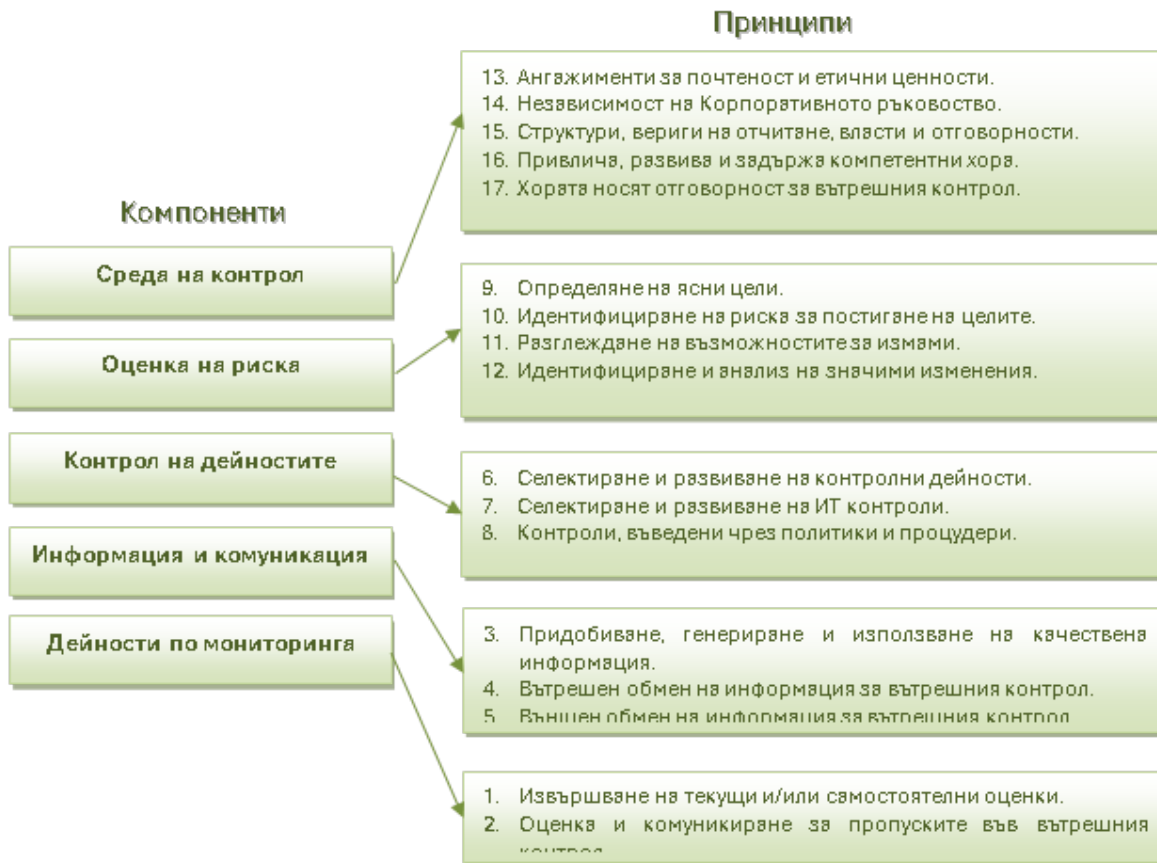 Принципи
13. Ангажименти за почтеност и етични ценности.
14. Независимост на Корпоративното ръковоство.
15. Структури, вериги на отчитане, власти и отговорности.
16. Привлича, развива и задържа компетентни хора.
17. Хората носят отговорност за вътрешния контрол.
Компоненти
Среда на контрол
Оценка на риска
Контрол на дейностите
Информация и комуникация
Дейности по мониторинга
9. Определяне на ясни цели.
10. Идентифициране на риска за постигане на целите.
11. Разглеждане на възможностите за измами.
12. Идентифициране и анализ на значими изменения.
6. Селектиране и развиване на контролни дейности.
7. Селектиране и развиване на ИТ контроли.
8. Контроли, въведени чрез политики и процудери.
3. Придобиване, генериране и използване на качествена
информация.
4. Вътрешен обмен на информация за вътрешния контрол.
5. Външен обмен на информация за вътрешния контрол
1. Извършване на текущи и/или самостоятелни оценки.
2. Оценка и комуникиране за пропуските във вътрешния
контрол